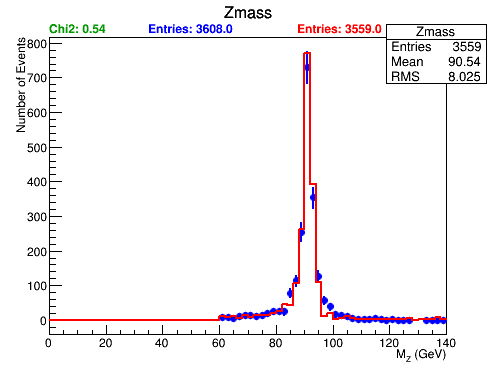 Zmass
Chi2: 0.54 Entries: 3608.0 Entries: 3559.0
Zmass
Entries 3559
Mean 90.54
RMS 8.025
Number of Events
800
700
600
500
400
300
200
100
0
0 20 40 60 80 100 120 140
M_Z (GeV)